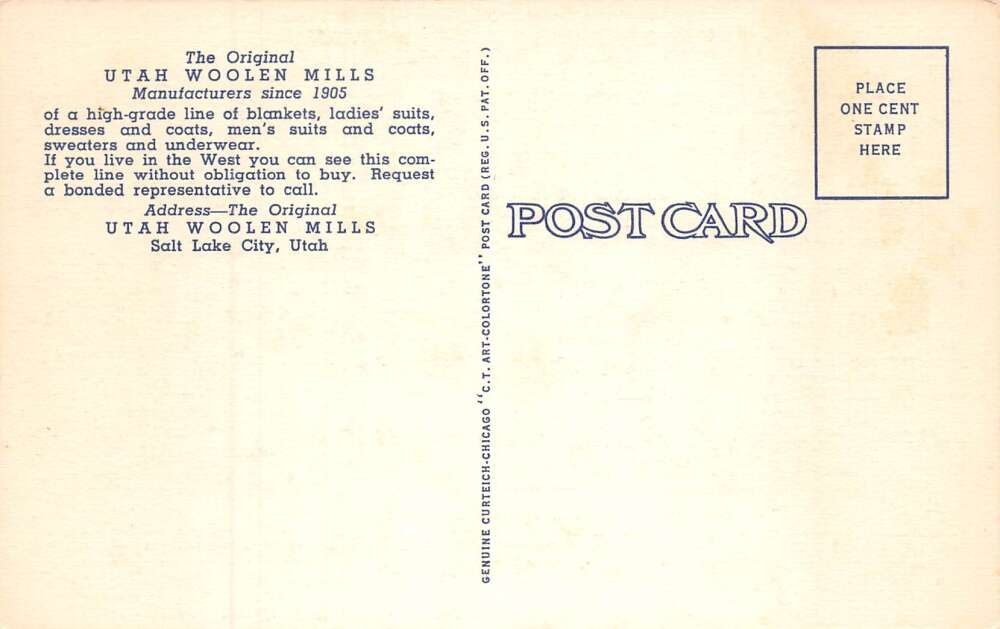 The Original
UTAH WOOLEN MILLS
Manufacturers since 1905
of a high-grade line of blankets, ladies' suits,
dresses and coats, men's suits and coats,
sweaters and underwear.
If you live in the West you can see this com-
plete line without obligation to buy. Request
a bonded representative to call.
Address—The Original
UTAH WOOLEN MILLS
Salt Lake City, Utah
GENUINE CURTEICH-CHICAGO "C.T. ART-COLORTONE" POST CARD (REG. U.S. PAT. OFF.)
POST CARD
PLACE
ONE CENT
STAMP
HERE